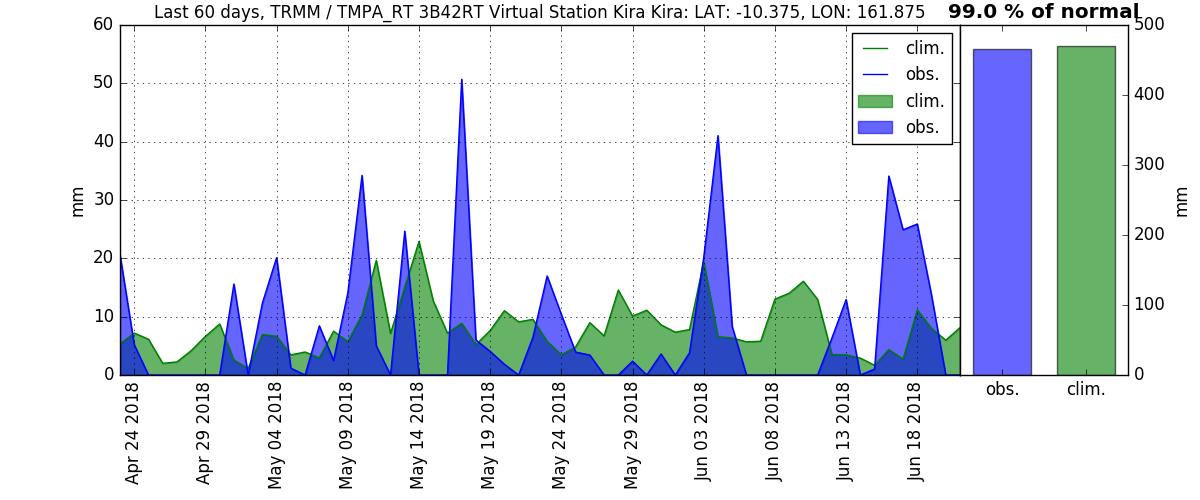 Last 60 days, TRMM / TMPA_RT 3B42RT Virtual Station Kira Kira: LAT: -10.375, LON: 161.875
99.0 % of normal
60
50
40
30
20
10
0
mm
clim.
obs.
clim.
obs.
Apr 24 2018
Apr 29 2018
May 04 2018
May 09 2018
May 14 2018
May 19 2018
May 24 2018
May 29 2018
Jun 03 2018
Jun 08 2018
Jun 13 2018
Jun 18 2018
500
400
300
200
100
0
mm
obs.
clim.